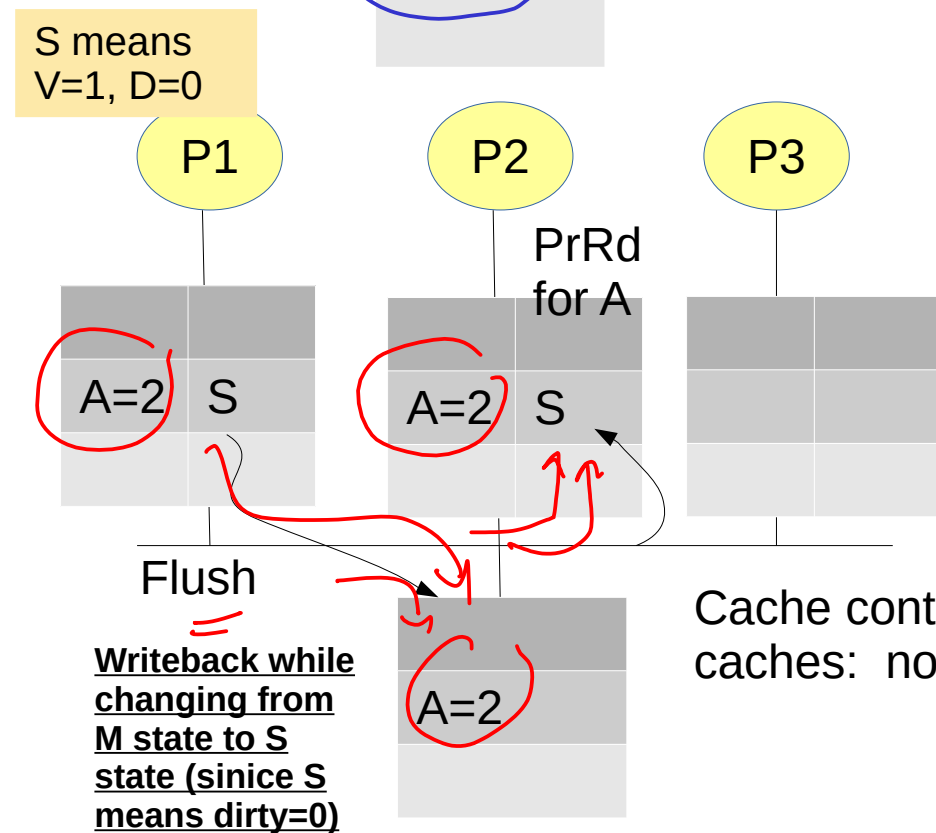 S means
V=1, D=0
P1
P2
P3
PrRd
for A
A=2 S
A=2 S
Flush
Writeback while
changing from
M state to S
state (sinice S
means dirty=0)
A=2
Cache cont
caches: no